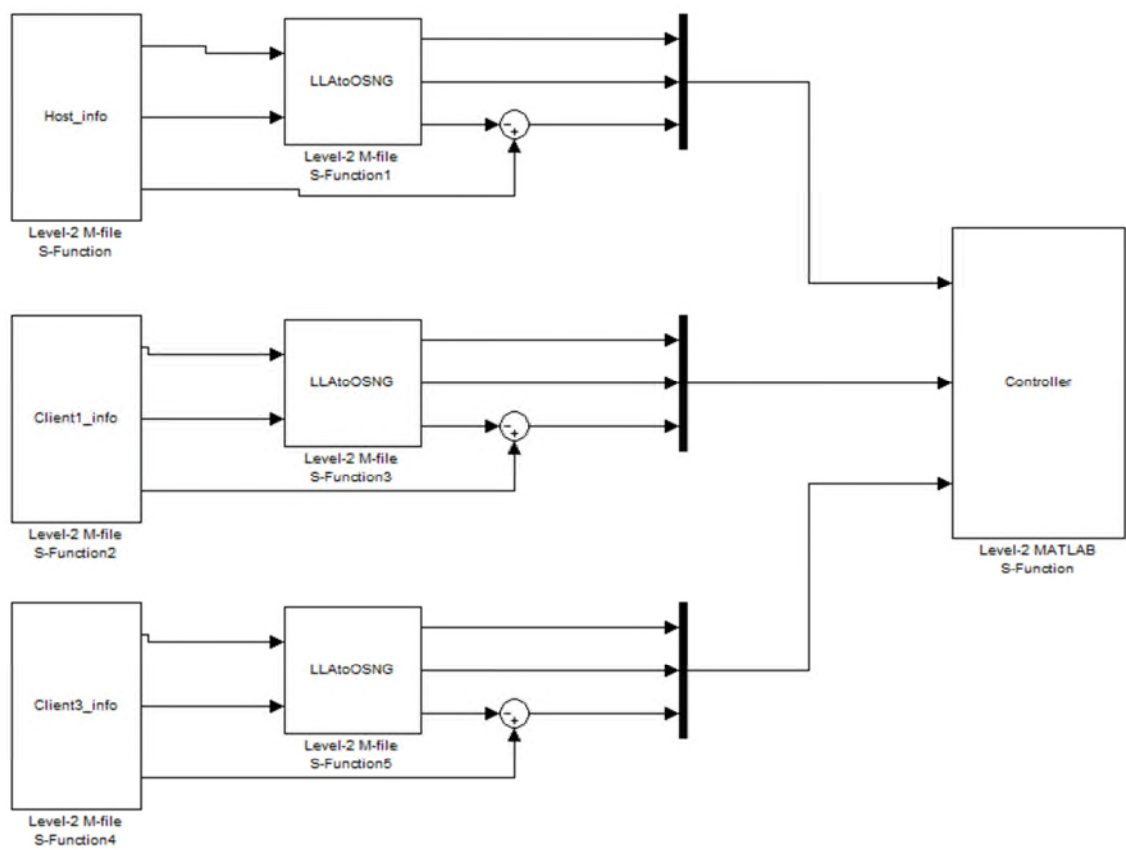 Host_info
Level-2 M-file
S-Function
LLAtoOSNG
Level-2 M-file
S-Function1
-
+
Client1_info
Level-2 M-file
S-Function2
LLAtoOSNG
Level-2 M-file
S-Function3
-
+
Client3_info
Level-2 M-file
S-Function4
LLAtoOSNG
Level-2 M-file
S-Function5
-
+
Controller
Level-2 MATLAB
S-Function